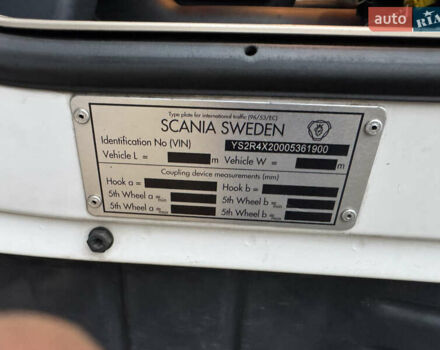 auto
RIA
Type plate for international traffic (96/53/EC)
SCANIA SWEDEN
Identification No (VIN) YS2R4X20005361900
Vehicle L = m Vehicle W = m
Coupling device measurements (mm)
Hook a = Hook b =
5th Wheel a = min 5th Wheel b = min
5th Wheel a = max 5th Wheel b = max